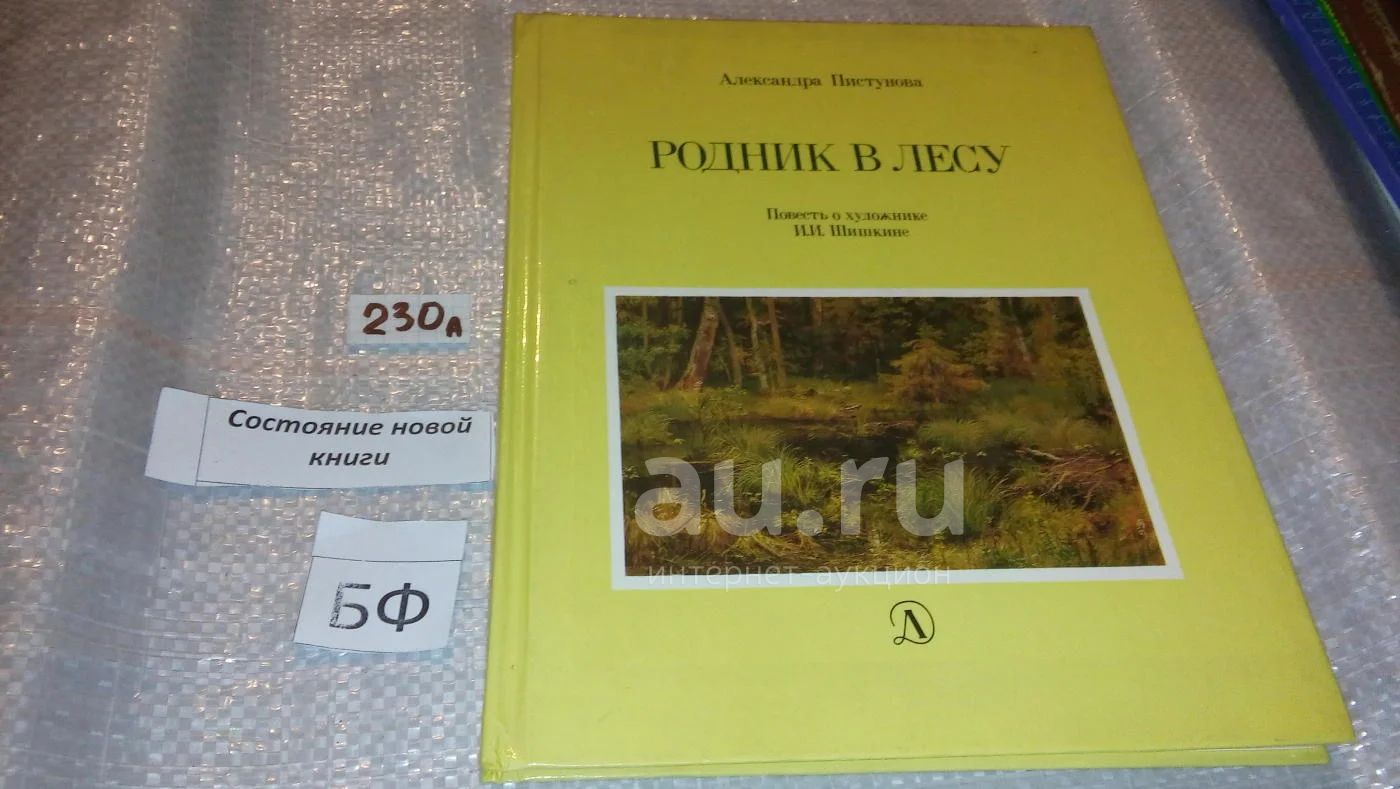 Александра Пистунова
РОДНИК В ЛЕСУ
Повесть о художнике
И.И. Шишкине
230А
Состояние новой
книги
БФ
au.ru
интернет-аукцион